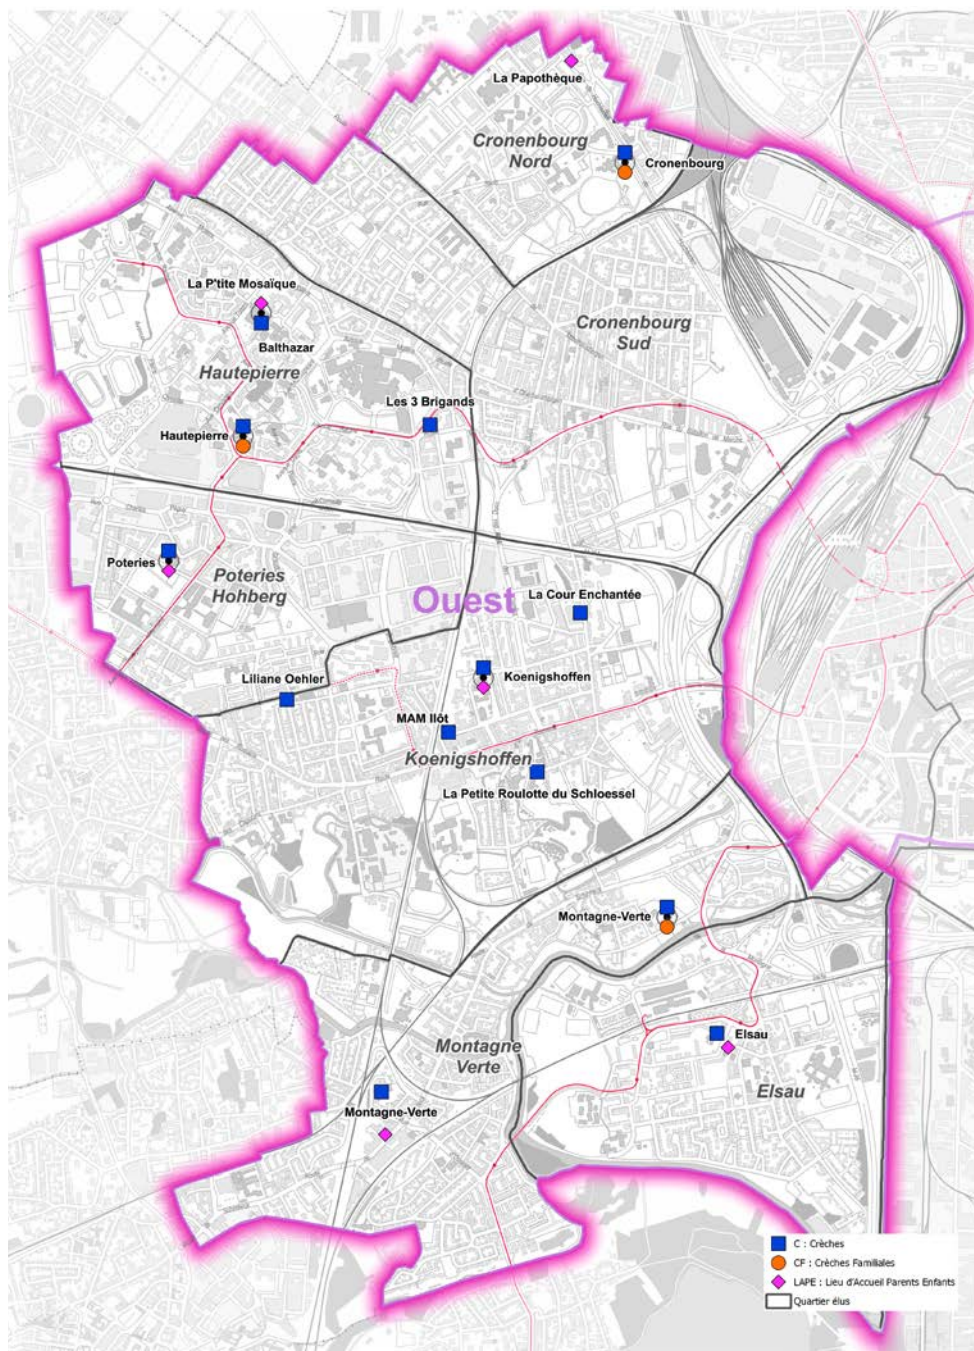 La Papothèque
Cronenbourg
Nord
Cronenbourg
La P'tite Mosaïque
Cronenbourg
Sud
Balthazar
Hautepierre
Les 3 Brigands
Hautepierre
Poteries
Poteries
Hohberg
Ouest
La Cour Enchantée
Liliane Oehler
Koenigshoffen
MAM Ilôt
Koenigshoffen
La Petite Roulotte du Schloessel
Montagne-Verte
Elsau
Montagne
Verte
Elsau
Montagne-Verte
C : Crèches
CF : Crèches Familiales
LAPE : Lieu d'Accueil Parents Enfants
Quartier élus